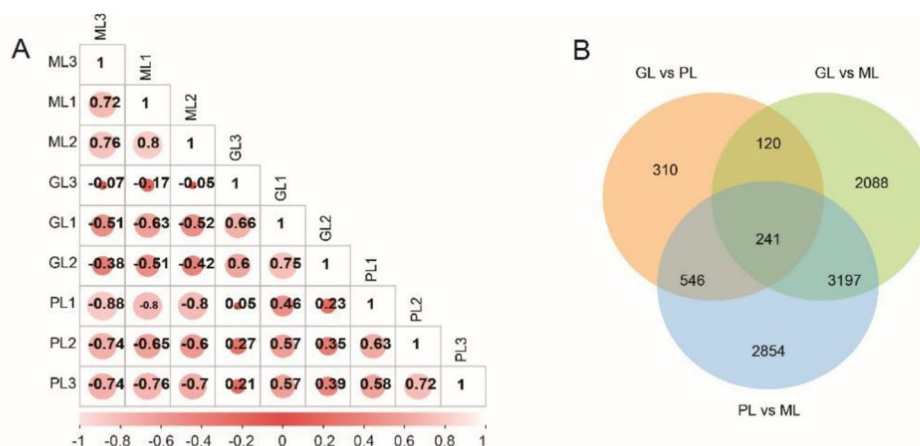 A
ML3
ML3 1 ML1
ML1 0.72 1 ML2
ML2 0.76 0.8 1 GL3
GL3 -0.07 -0.17 -0.05 1 GL1
GL1 -0.51 -0.63 -0.52 0.66 1 GL2
GL2 -0.38 -0.51 -0.42 0.6 0.75 1 PL1
PL1 -0.88 -0.8 -0.8 0.05 0.46 0.23 1 PL2
PL2 -0.74 -0.65 -0.6 0.27 0.57 0.35 0.63 1 PL3
PL3 -0.74 -0.76 -0.7 0.21 0.57 0.39 0.58 0.72 1
-1 -0.8 -0.6 -0.4 -0.2 0 0.2 0.4 0.6 0.8 1
B
GL vs PL GL vs ML
120
310 2088
241
546 3197
2854
PL vs ML